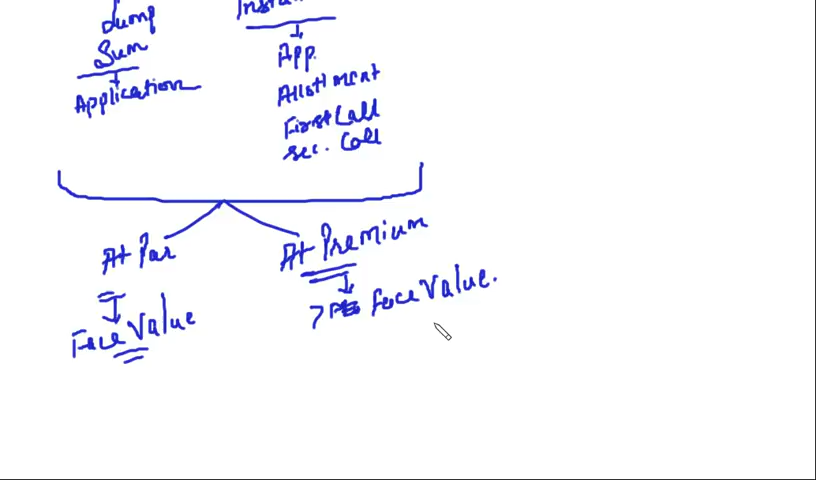 Lump
Sum
Application
App.
Allotment
First Call
Sec. Call
At Par
Face Value
At Premium
> Face Value.